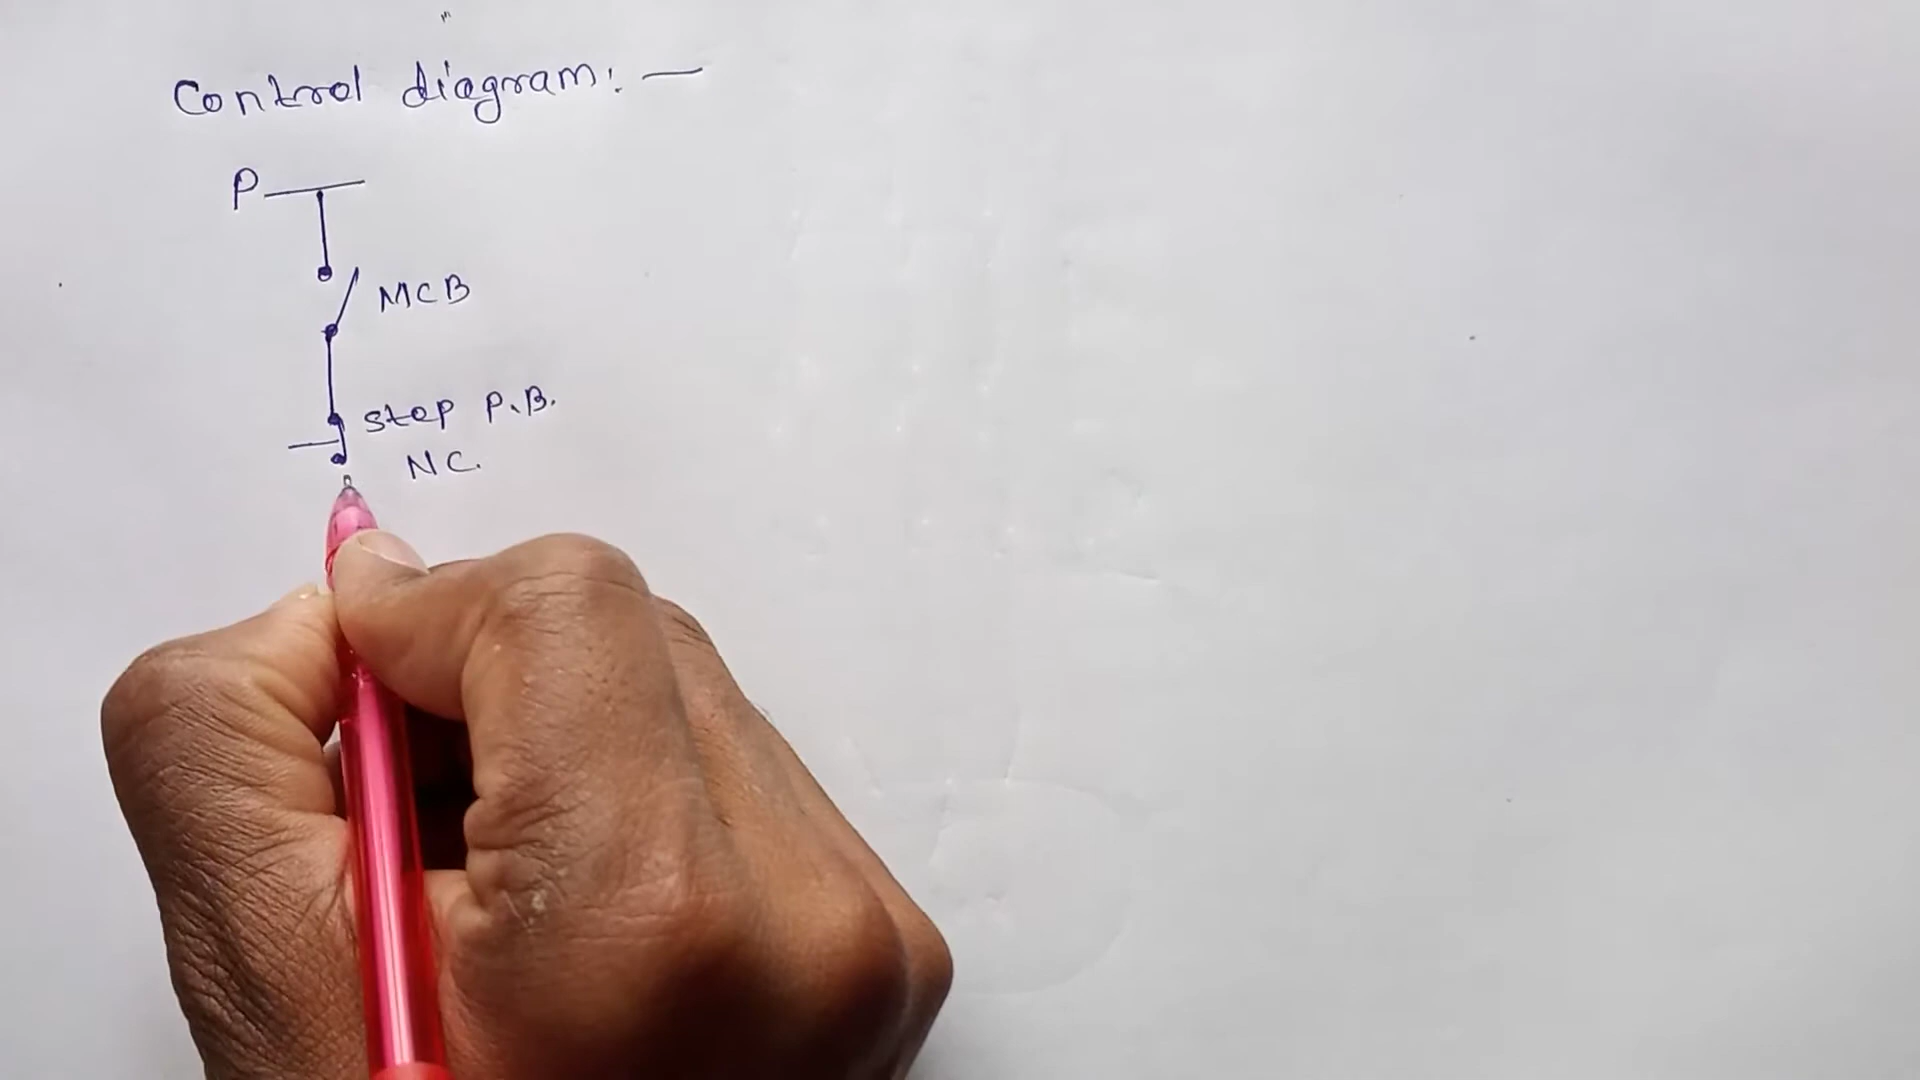 Control diagram: —
P
MCB
Stop P.B.
NC.